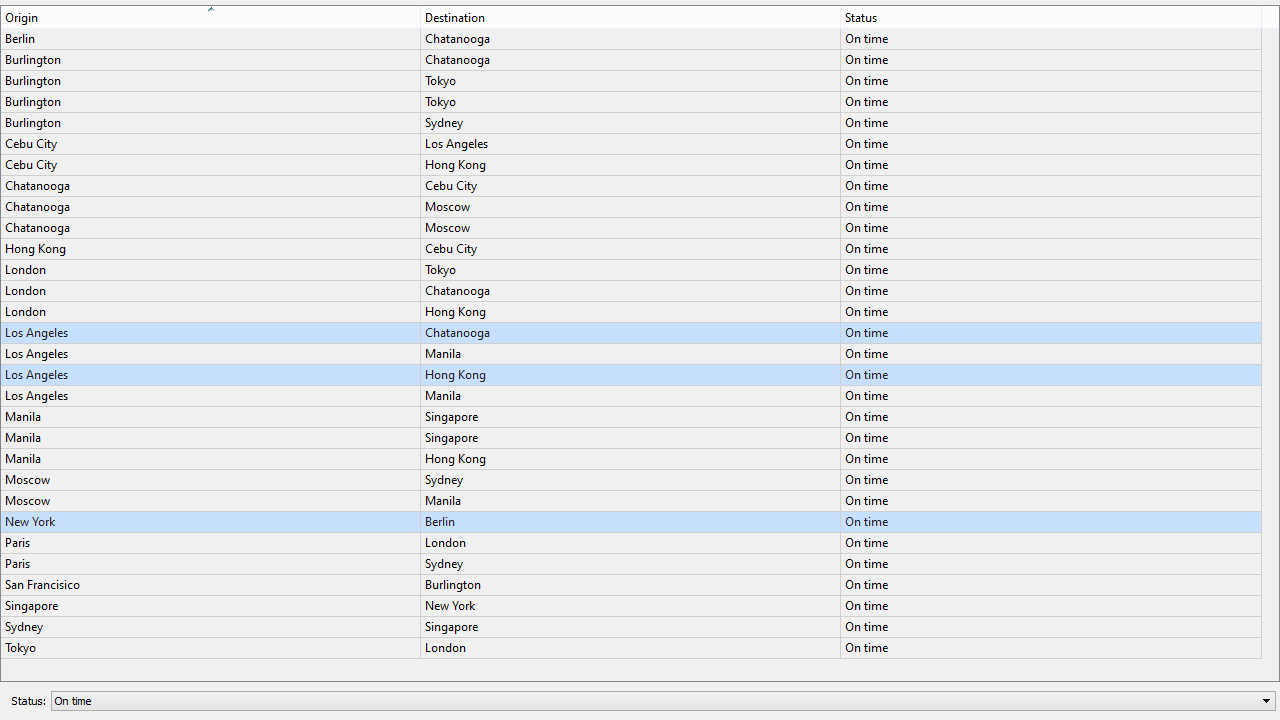 Origin Destination Status
Berlin Chatanooga On time
Burlington Chatanooga On time
Burlington Tokyo On time
Burlington Tokyo On time
Burlington Sydney On time
Cebu City Los Angeles On time
Cebu City Hong Kong On time
Chatanooga Cebu City On time
Chatanooga Moscow On time
Chatanooga Moscow On time
Hong Kong Cebu City On time
London Tokyo On time
London Chatanooga On time
London Hong Kong On time
Los Angeles Chatanooga On time
Los Angeles Manila On time
Los Angeles Hong Kong On time
Los Angeles Manila On time
Manila Singapore On time
Manila Singapore On time
Manila Hong Kong On time
Moscow Sydney On time
Moscow Manila On time
New York Berlin On time
Paris London On time
Paris Sydney On time
San Francisico Burlington On time
Singapore New York On time
Sydney Singapore On time
Tokyo London On time
Status: On time